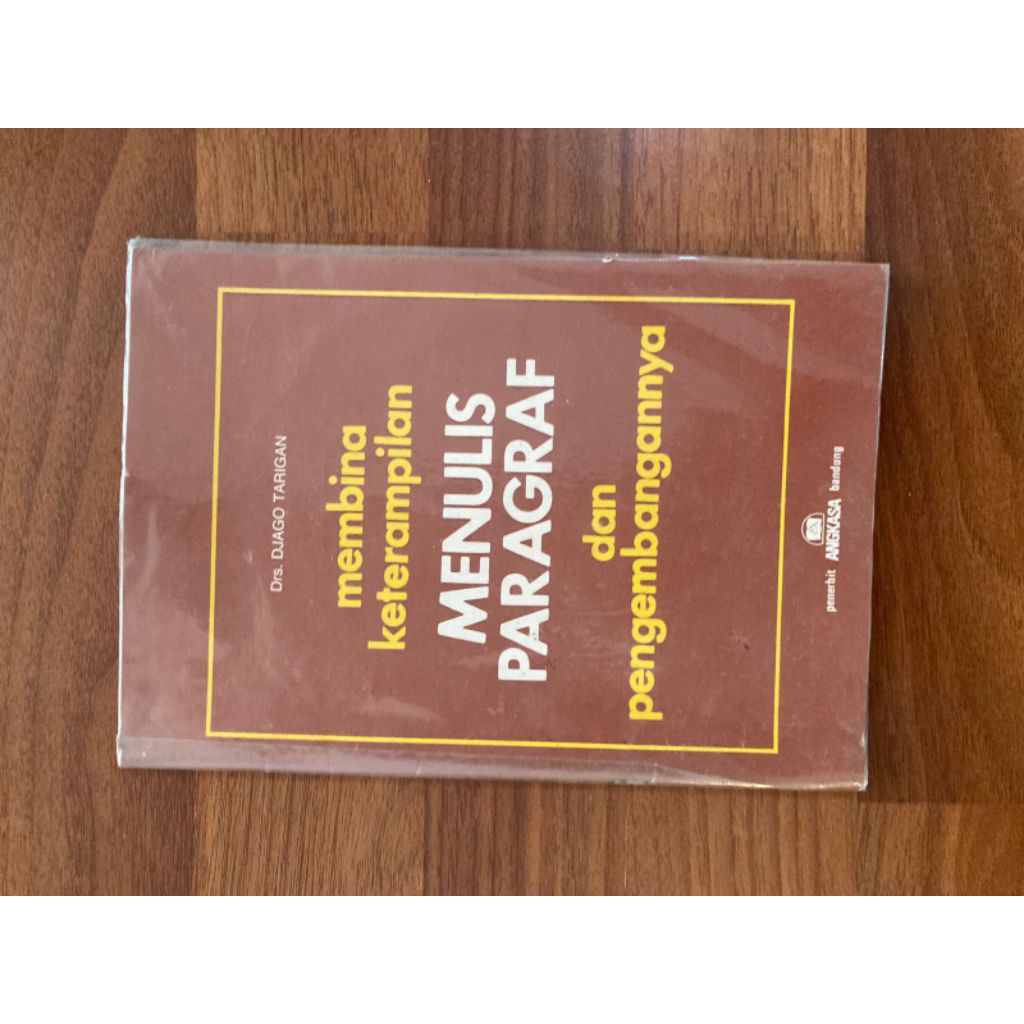 Drs. DJAGO TARIGAN
membina
keterampilan
MENULIS
PARAGRAF
dan
pengembangannya
penerbit ANGKASA bandung